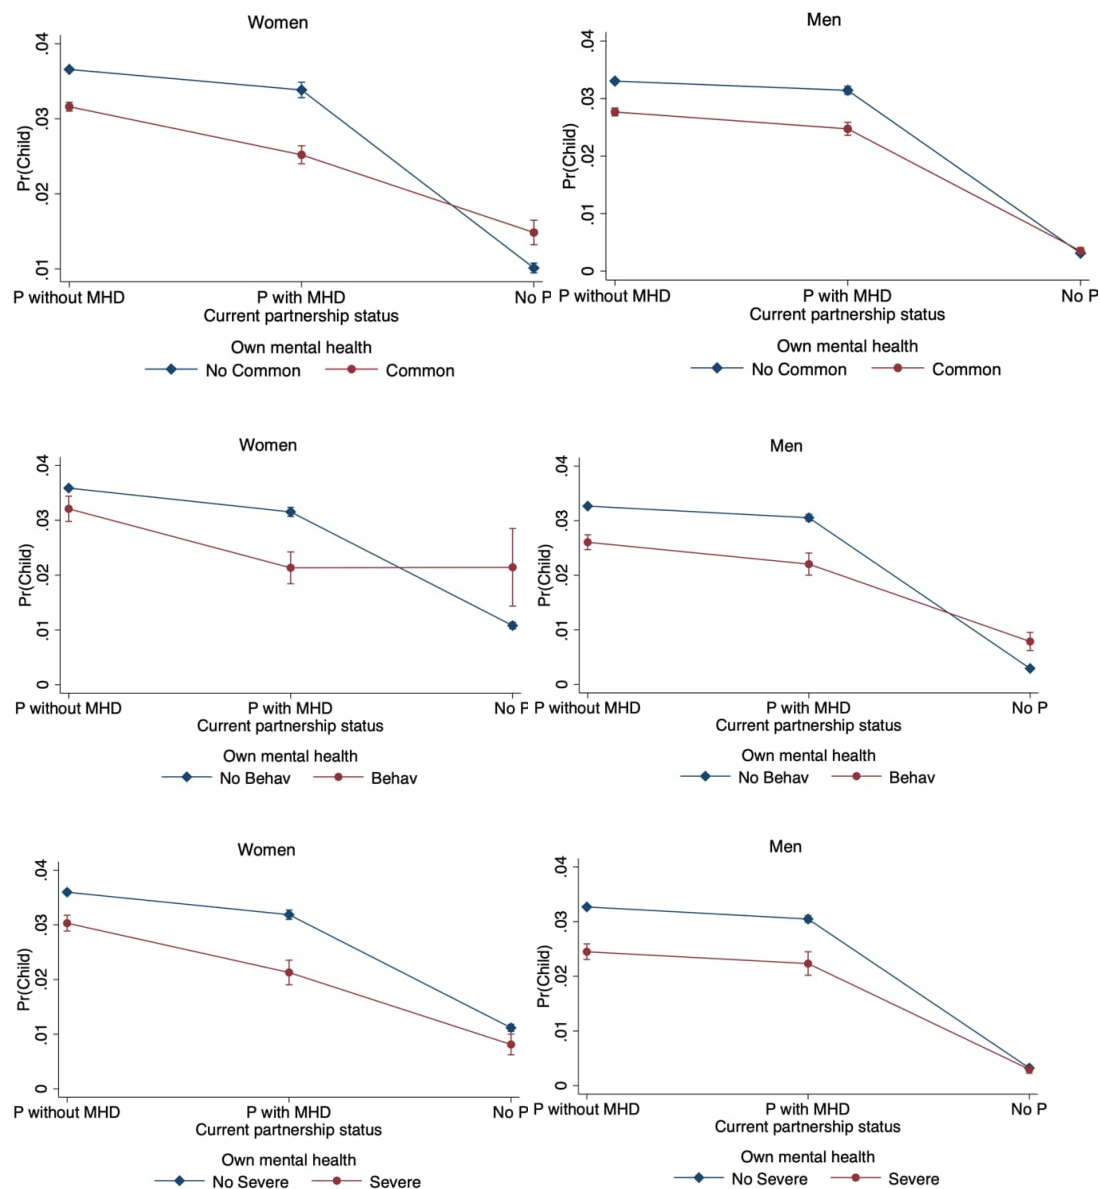 Women
Pr(Child)
.04
.03
.02
.01
P without MHD P with MHD No P
Current partnership status
Own mental health
No Common Common
Men
Pr(Child)
.04
.03
.02
.01
0
P without MHD P with MHD No P
Current partnership status
Own mental health
No Common Common
Women
Pr(Child)
.04
.03
.02
.01
0
P without MHD P with MHD No P
Current partnership status
Own mental health
No Behav Behav
Men
Pr(Child)
.04
.03
.02
.01
0
P without MHD P with MHD No P
Current partnership status
Own mental health
No Behav Behav
Women
Pr(Child)
.04
.03
.02
.01
0
P without MHD P with MHD No P
Current partnership status
Own mental health
No Severe Severe
Men
Pr(Child)
.04
.03
.02
.01
0
P without MHD P with MHD No P
Current partnership status
Own mental health
No Severe Severe